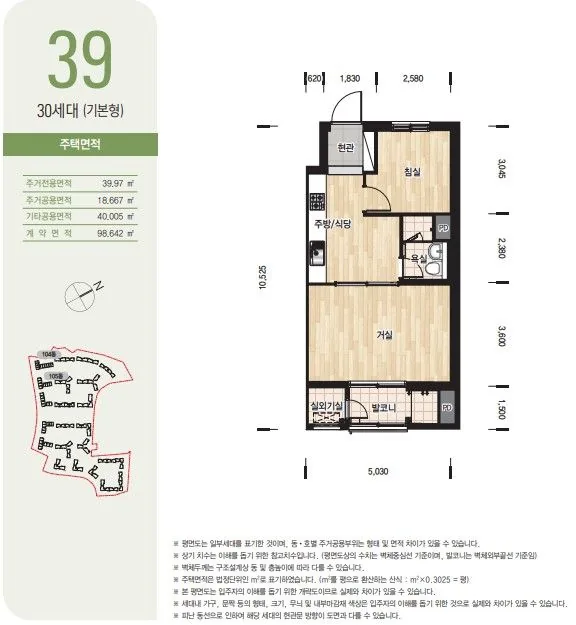 39
30세대 (기본형)
주택면적
주거전용면적 39.97 ㎡
주거공용면적 18.667 ㎡
기타공용면적 40.005 ㎡
계 약 면 적 98.642 ㎡
N
104동
105동
620 1,830 2,580
현관
침실
주방/식당
PD
욕실
거실
실외기실
발코니
PD
10,525
3,045
2,380
3,600
1,500
5,030
※ 평면도는 일부세대를 표기한 것이며, 동·호별 주거공용부위는 형태 및 면적 차이가 있을 수 있습니다.
※ 상기 치수는 이해를 돕기 위한 참고치수입니다. (평면도상의 수치는 벽체중심선 기준이며, 발코니는 벽체외부끝선 기준임)
※ 벽체두께는 구조설계상 동 및 층높이에 따라 다를 수 있습니다.
※ 주택면적은 법정단위인 ㎡로 표기하였습니다. (㎡를 평으로 환산하는 산식 : ㎡×0.3025 = 평)
※ 본 평면도는 입주자의 이해를 돕기 위한 개략도이므로 실제와 차이가 있을 수 있습니다.
※ 세대내 가구, 문짝 등의 형태, 크기, 무늬 및 내부마감재 색상은 입주자의 이해를 돕기 위한 것으로 실제와 차이가 있을 수 있습니다.
※ 피난 동선으로 인하여 해당 세대의 현관문 방향이 도면과 다를 수 있습니다.